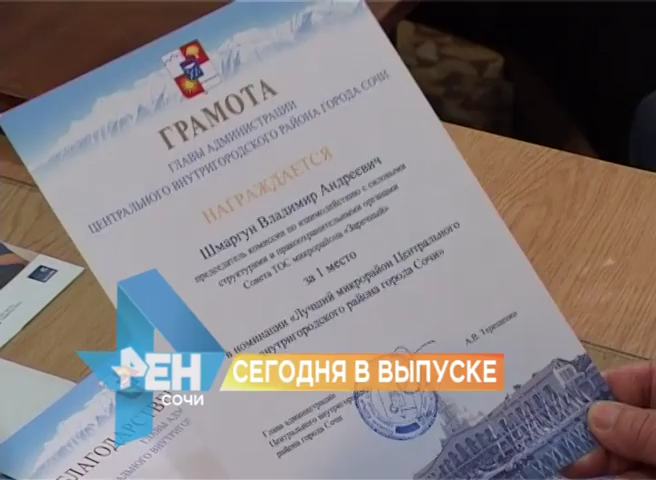 ГРАМОТА
ГЛАВЫ АДМИНИСТРАЦИИ
ЦЕНТРАЛЬНОГО ВНУТРИГОРОДСКОГО РАЙОНА ГОРОДА СОЧИ
НАГРАЖДАЕТСЯ
Шмаргун Владимир Андреевич
председатель комиссии по взаимодействию с силовыми
структурами и правоохранительными органами
Совета ТОС микрорайона «Заречный»
за 1 место
в номинации «Лучший микрорайон Центрального
внутригородского района города Сочи»
Глава администрации
Центрального внутригородского
района города Сочи
РЕН
СОЧИ
СЕГОДНЯ В ВЫПУСКЕ